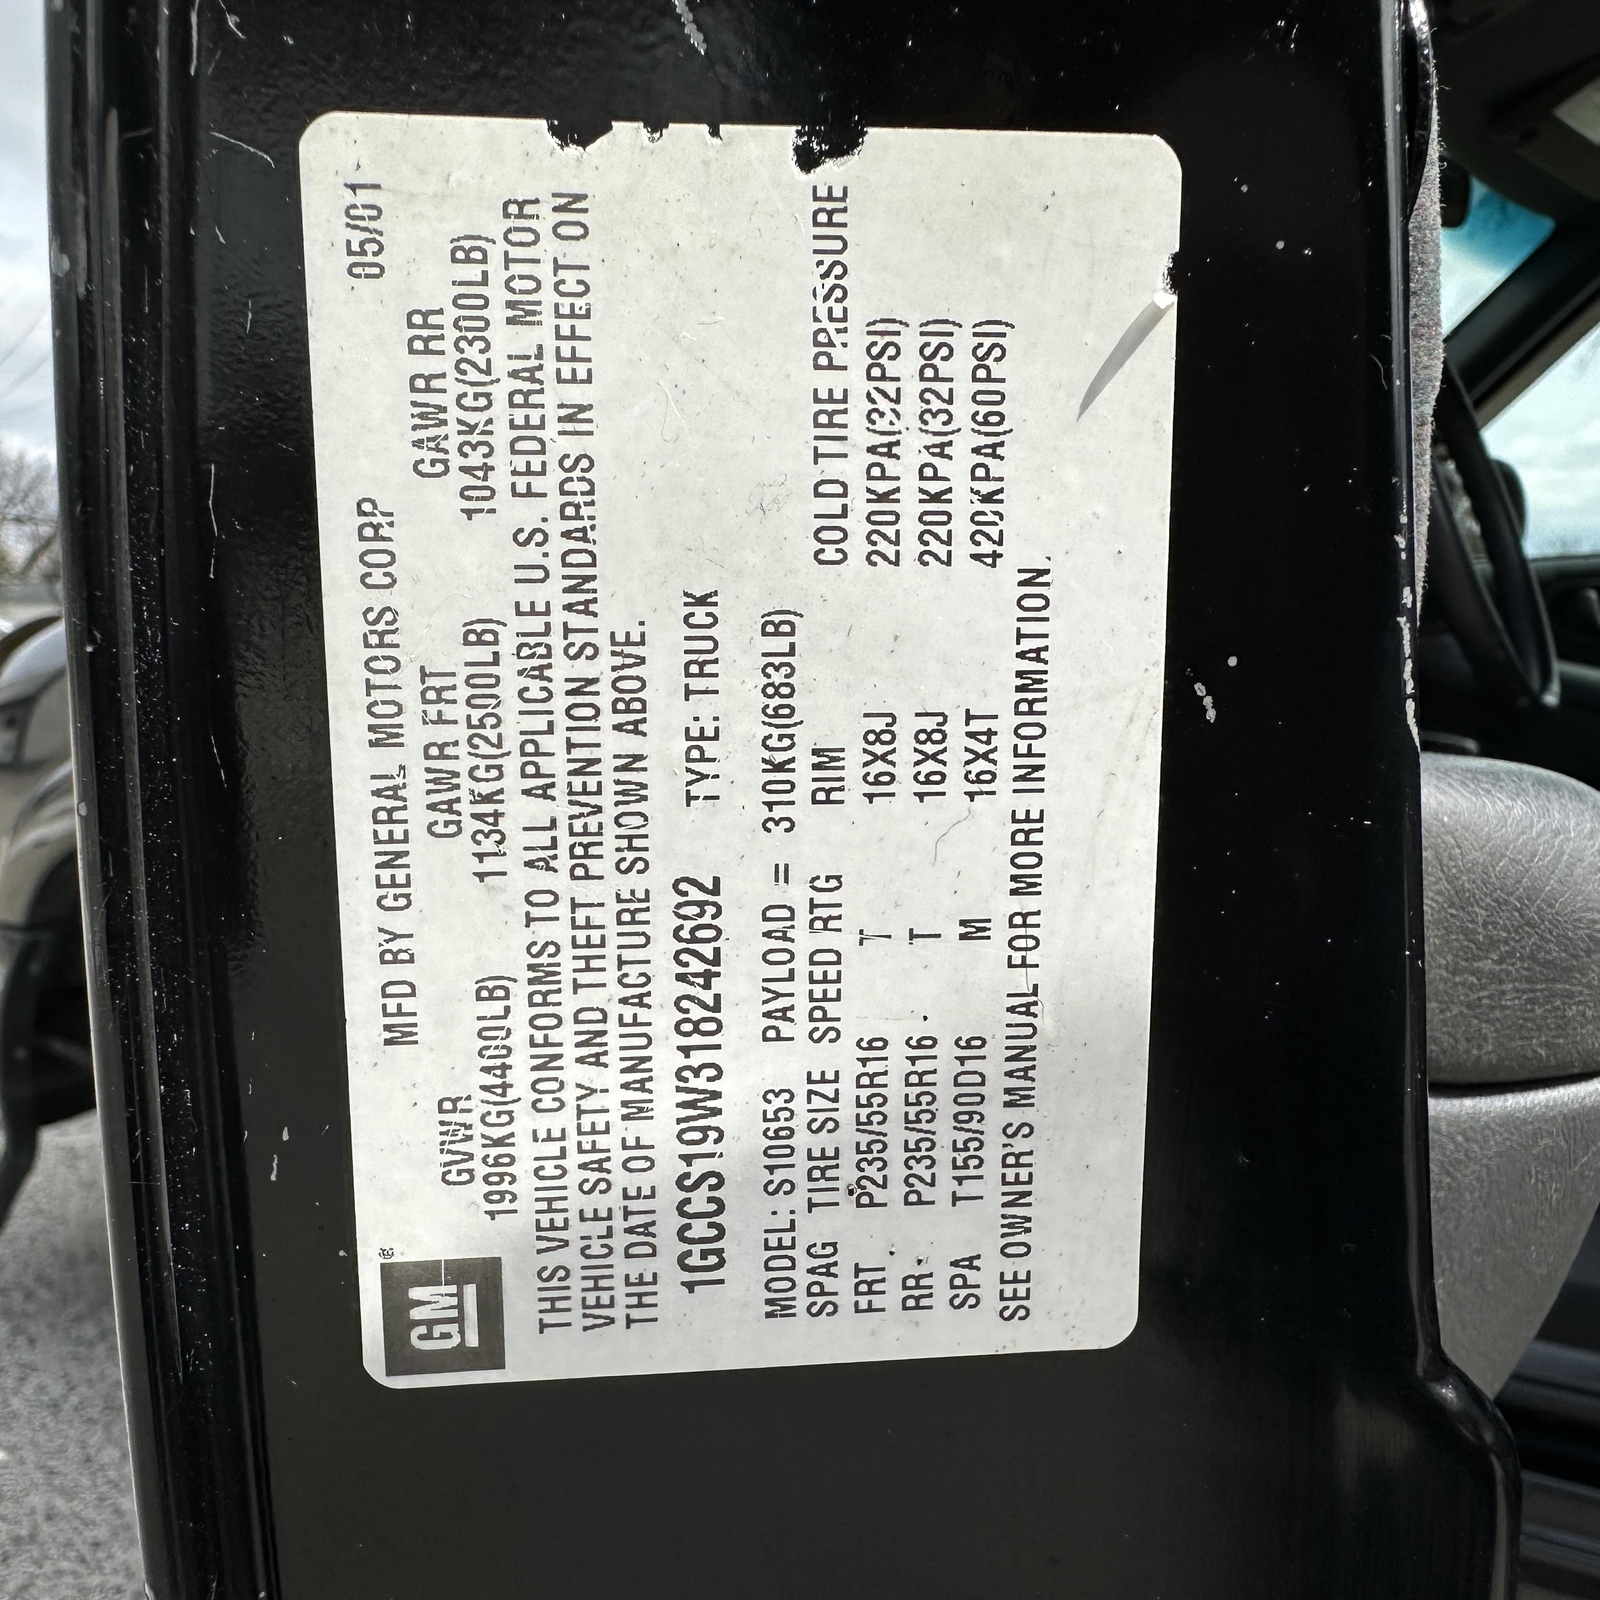 GM ®
MFD BY GENERAL MOTORS CORP 05/01
GVWR GAWR FRT GAWR RR
1996KG(4400LB) 1134KG(2500LB) 1043KG(2300LB)
THIS VEHICLE CONFORMS TO ALL APPLICABLE U.S. FEDERAL MOTOR
VEHICLE SAFETY AND THEFT PREVENTION STANDARDS IN EFFECT ON
THE DATE OF MANUFACTURE SHOWN ABOVE.
1GCCS19W318242692 TYPE: TRUCK
MODEL: S10653 PAYLOAD = 310KG(683LB)
SPAG TIRE SIZE SPEED RTG RIM COLD TIRE PRESSURE
FRT P235/55R16 T 16X8J 220KPA(32PSI)
RR P235/55R16 T 16X8J 220KPA(32PSI)
SPA T155/90D16 M 16X4T 420KPA(60PSI)
SEE OWNER'S MANUAL FOR MORE INFORMATION.